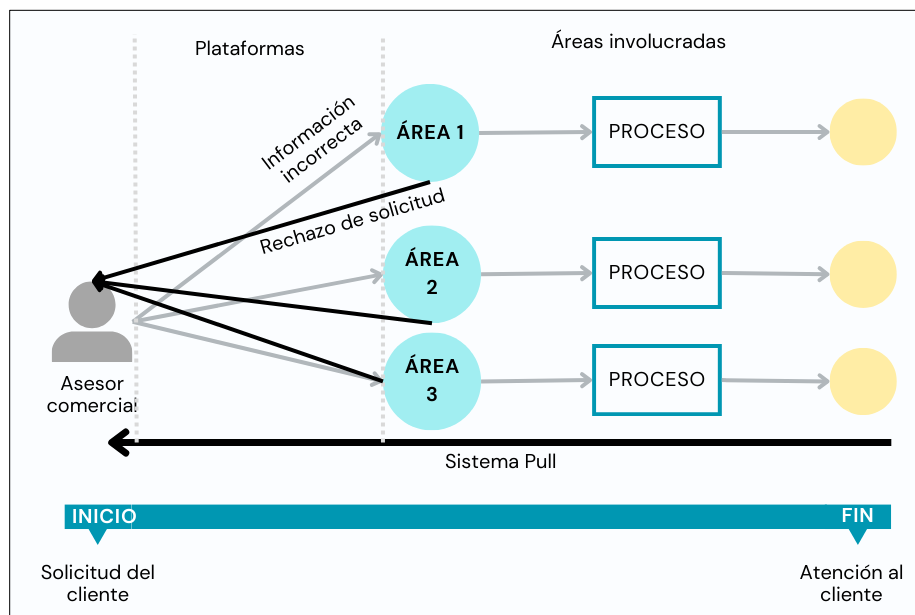 Plataformas
Áreas involucradas
Información
incorrecta
ÁREA 1
PROCESO
Rechazo de solicitud
ÁREA
2
PROCESO
ÁREA
3
PROCESO
Asesor
comercial
Sistema Pull
INICIO
FIN
Solicitud del
cliente
Atención al
cliente